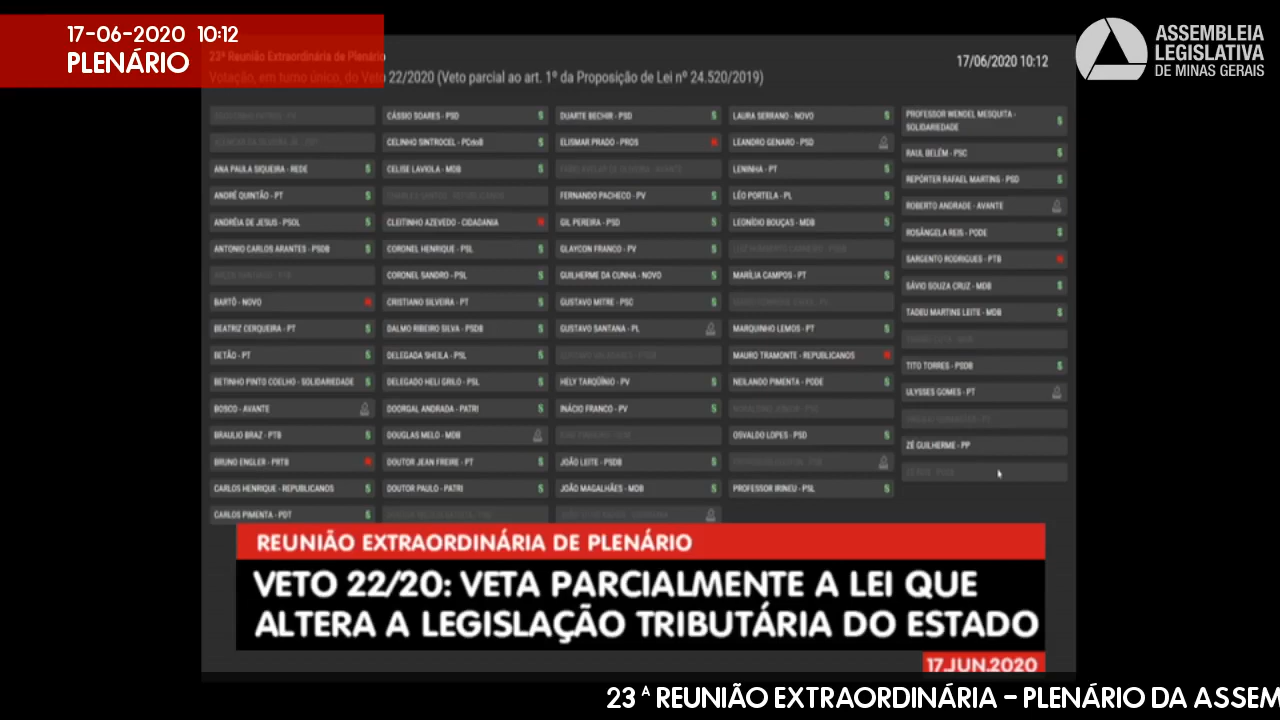 17-06-2020 10:12
PLENÁRIO
ASSEMBLEIA
LEGISLATIVA
DE MINAS GERAIS
23ª Reunião Extraordinária de Plenário
17/06/2020 10:12
Votação, em turno único, do Veto 22/2020 (Veto parcial ao art. 1º da Proposição de Lei nº 24.520/2019)
ANA PAULA SIQUEIRA - REDE S
ANDRÉ QUINTÃO - PT S
ANDRÉIA DE JESUS - PSOL S
ANTONIO CARLOS ARANTES - PSDB S
BARTÔ - NOVO N
BEATRIZ CERQUEIRA - PT S
BETÃO - PT S
BETINHO PINTO COELHO - SOLIDARIEDADE S
BOSCO - AVANTE
BRAULIO BRAZ - PTB S
BRUNO ENGLER - PRTB N
CARLOS HENRIQUE - REPUBLICANOS S
CARLOS PIMENTA - PDT S
CÁSSIO SOARES - PSD S
CELINHO SINTROCEL - PCdoB S
CELISE LAVIOLA - MDB S
CLEITINHO AZEVEDO - CIDADANIA N
CORONEL HENRIQUE - PSL S
CORONEL SANDRO - PSL S
CRISTIANO SILVEIRA - PT S
DALMO RIBEIRO SILVA - PSDB S
DELEGADA SHEILA - PSL S
DELEGADO HELI GRILO - PSL S
DOORGAL ANDRADA - PATRI S
DOUGLAS MELO - MDB
DOUTOR JEAN FREIRE - PT S
DOUTOR PAULO - PATRI S
DUARTE BECHIR - PSD S
ELISMAR PRADO - PROS N
FERNANDO PACHECO - PV S
GIL PEREIRA - PSD S
GLAYCON FRANCO - PV S
GUILHERME DA CUNHA - NOVO S
GUSTAVO MITRE - PSC S
GUSTAVO SANTANA - PL
HELY TARQÜÍNIO - PV S
INÁCIO FRANCO - PV S
JOÃO LEITE - PSDB S
JOÃO MAGALHÃES - MDB S
LAURA SERRANO - NOVO S
LEANDRO GENARO - PSD
LENINHA - PT S
LÉO PORTELA - PL S
LEONÍDIO BOUÇAS - MDB S
MARÍLIA CAMPOS - PT S
MARQUINHO LEMOS - PT S
MAURO TRAMONTE - REPUBLICANOS N
NEILANDO PIMENTA - PODE S
OSVALDO LOPES - PSD S
PROFESSOR IRINEU - PSL S
PROFESSOR WENDEL MESQUITA -
SOLIDARIEDADE S
RAUL BELÉM - PSC S
REPÓRTER RAFAEL MARTINS - PSD S
ROBERTO ANDRADE - AVANTE
ROSÂNGELA REIS - PODE S
SARGENTO RODRIGUES - PTB N
SÁVIO SOUZA CRUZ - MDB S
TADEU MARTINS LEITE - MDB S
TITO TORRES - PSDB S
ULYSSES GOMES - PT
ZÉ GUILHERME - PP
REUNIÃO EXTRAORDINÁRIA DE PLENÁRIO
VETO 22/20: VETA PARCIALMENTE A LEI QUE
ALTERA A LEGISLAÇÃO TRIBUTÁRIA DO ESTADO
17.JUN.2020
23ª REUNIÃO EXTRAORDINÁRIA - PLENÁRIO DA ASSEM